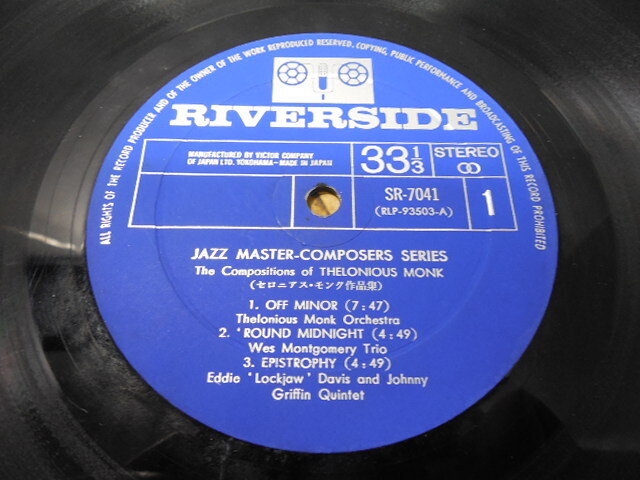 ALL RIGHTS OF THE RECORD PRODUCER AND OF THE OWNER OF THE WORK REPRODUCED RESERVED. COPYING, PUBLIC PERFORMANCE AND BROADCASTING OF THIS RECORD PROHIBITED
RIVERSIDE
MANUFACTURED BY VICTOR COMPANY
OF JAPAN LTD. YOKOHAMA–MADE IN JAPAN
33 1/3
STEREO
SR-7041
(RLP-93503-A)
1
JAZZ MASTER-COMPOSERS SERIES
The Compositions of THELONIOUS MONK
(セロニアス・モンク作品集)
1. OFF MINOR (7:47)
Thelonious Monk Orchestra
2. 'ROUND MIDNIGHT (4:49)
Wes Montgomery Trio
3. EPISTROPHY (4:49)
Eddie 'Lockjaw' Davis and Johnny
Griffin Quintet